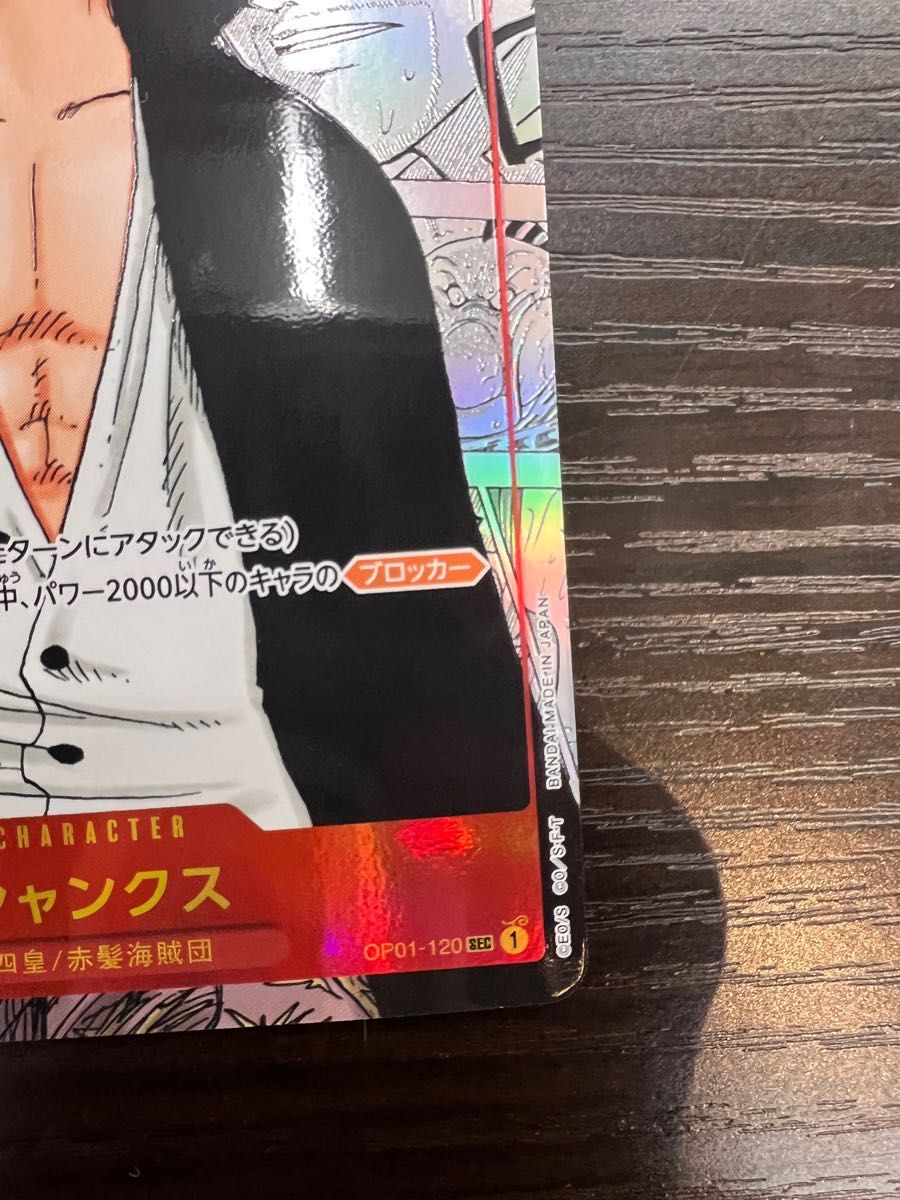 ターンにアタックできる)
中、パワー2000以下のキャラの ブロッカー
CHARACTER
シャンクス
四皇/赤髪海賊団
OP01-120 SEC 1
©EO/S ©O/S·F·T BANDAI MADE IN JAPAN